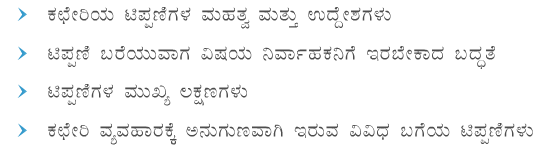 ಕಛೇರಿಯ ಟಿಪ್ಪಣಿಗಳ ಮಹತ್ವ ಮತ್ತು ಉದ್ದೇಶಗಳು
ಟಿಪ್ಪಣಿ ಬರೆಯುವಾಗ ವಿಷಯ ನಿರ್ವಾಹಕನಿಗೆ ಇರಬೇಕಾದ ಬದ್ಧತೆ
ಟಿಪ್ಪಣಿಗಳ ಮುಖ್ಯ ಲಕ್ಷಣಗಳು
ಕಛೇರಿ ವ್ಯವಹಾರಕ್ಕೆ ಅನುಗುಣವಾಗಿ ಇರುವ ವಿವಿಧ ಬಗೆಯ ಟಿಪ್ಪಣಿಗಳು